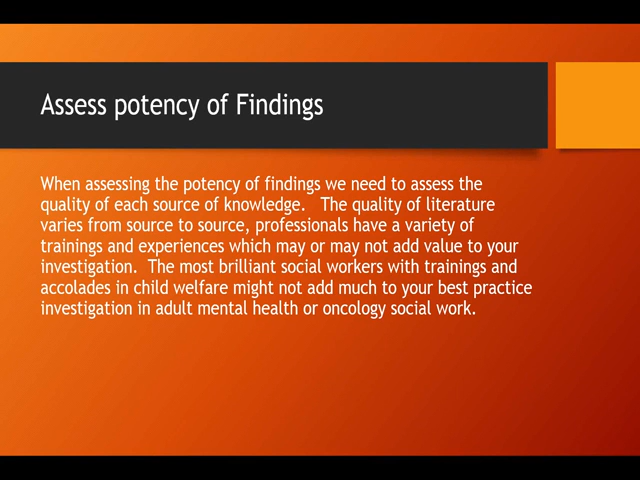 Assess potency of Findings
When assessing the potency of findings we need to assess the
quality of each source of knowledge.   The quality of literature
varies from source to source, professionals have a variety of
trainings and experiences which may or may not add value to your
investigation.  The most brilliant social workers with trainings and
accolades in child welfare might not add much to your best practice
investigation in adult mental health or oncology social work.